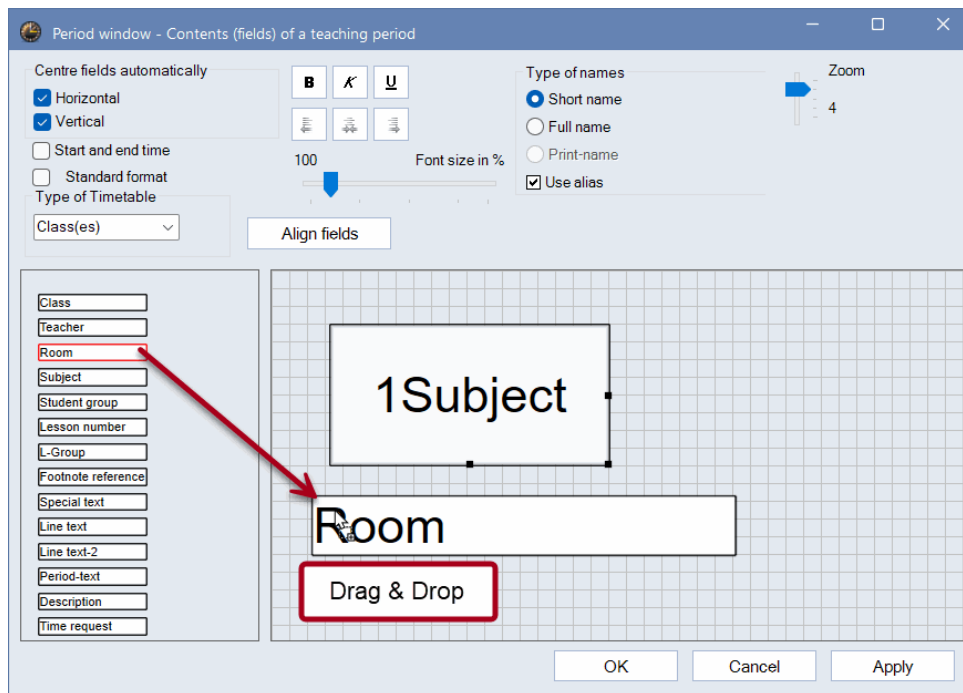 Period window - Contents (fields) of a teaching period
Centre fields automatically
Horizontal
Vertical
Start and end time
Standard format
Type of Timetable
Class(es)
B K U
100 Font size in %
Align fields
Type of names
Short name
Full name
Print-name
Use alias
Zoom
4
Class
Teacher
Room
Subject
Student group
Lesson number
L-Group
Footnote reference
Special text
Line text
Line text-2
Period-text
Description
Time request
1Subject
Room
Drag & Drop
OK Cancel Apply